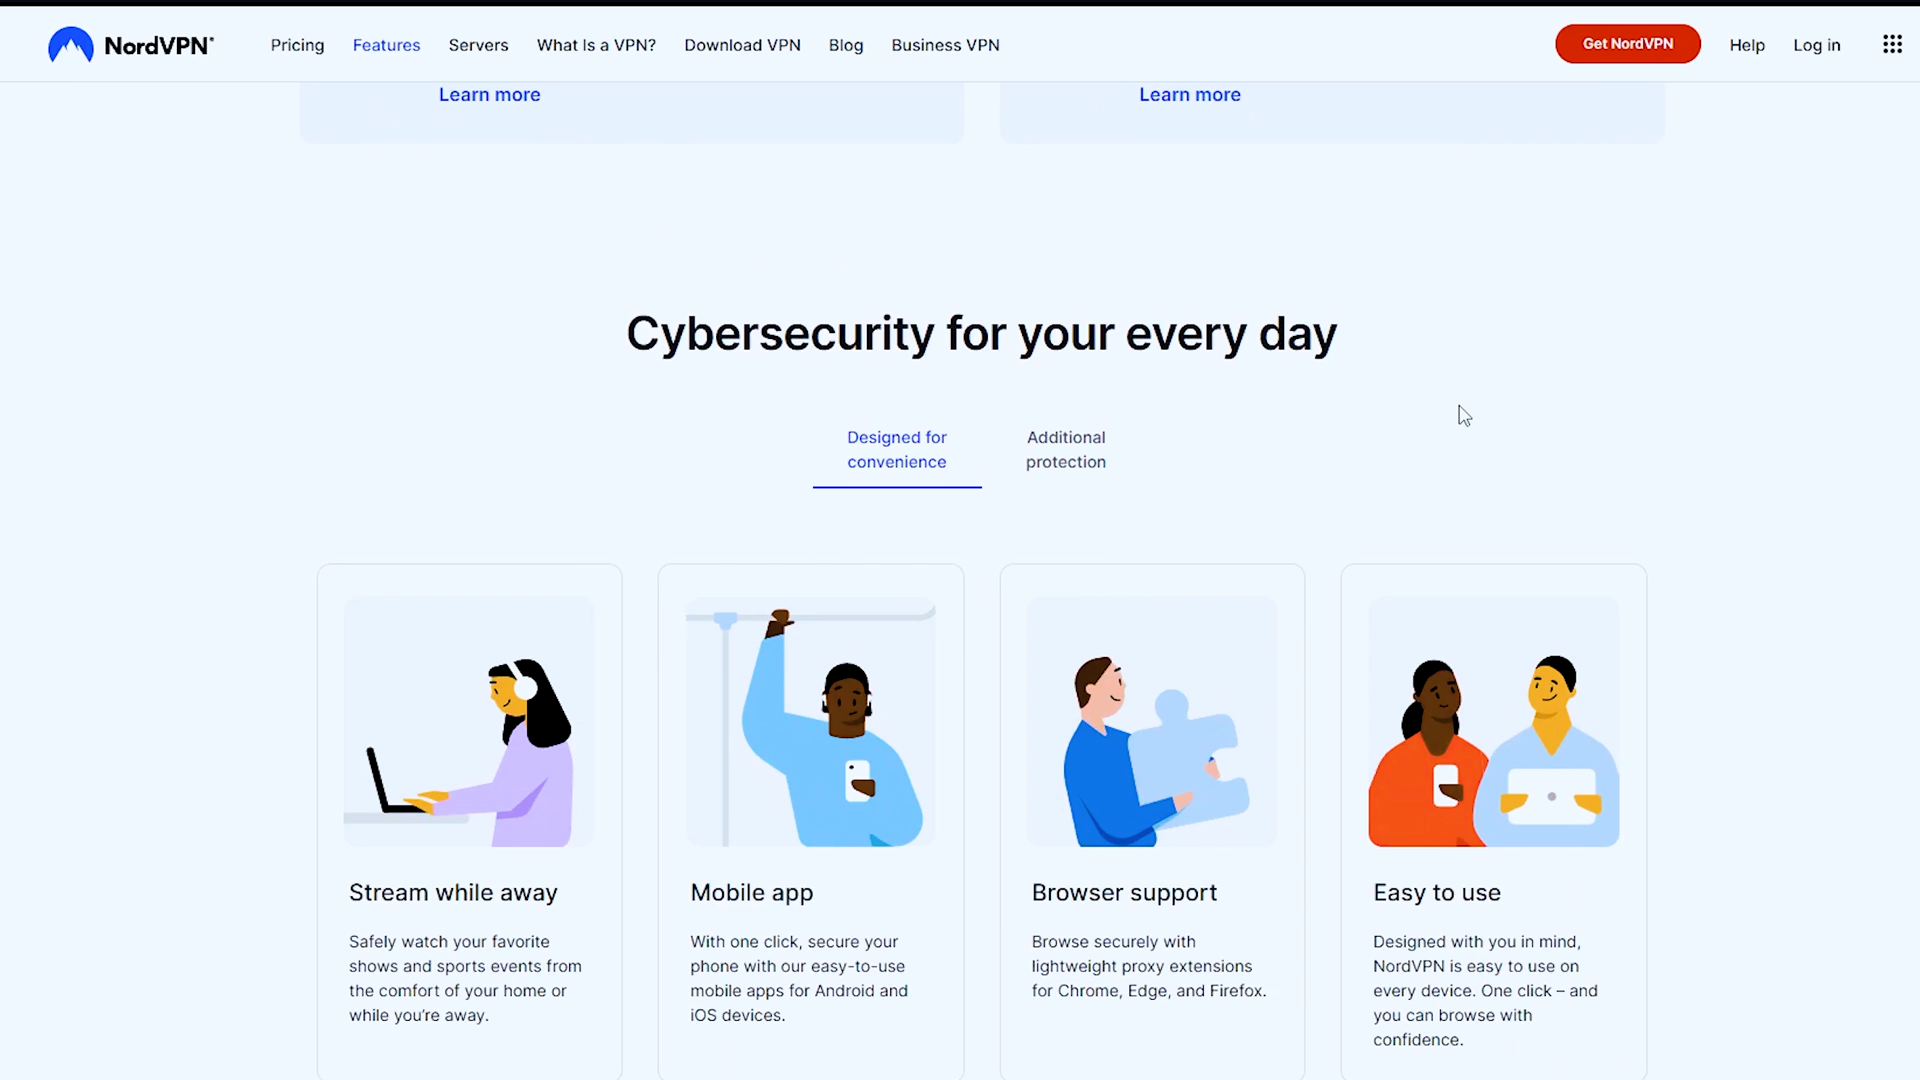 NordVPN®
Pricing
Features
Servers
What Is a VPN?
Download VPN
Blog
Business VPN
Get NordVPN
Help
Log in
Learn more
Learn more
Cybersecurity for your every day
Designed for
convenience
Additional
protection
Stream while away
Safely watch your favorite
shows and sports events from
the comfort of your home or
while you’re away.
Mobile app
With one click, secure your
phone with our easy-to-use
mobile apps for Android and
iOS devices.
Browser support
Browse securely with
lightweight proxy extensions
for Chrome, Edge, and Firefox.
Easy to use
Designed with you in mind,
NordVPN is easy to use on
every device. One click – and
you can browse with
confidence.